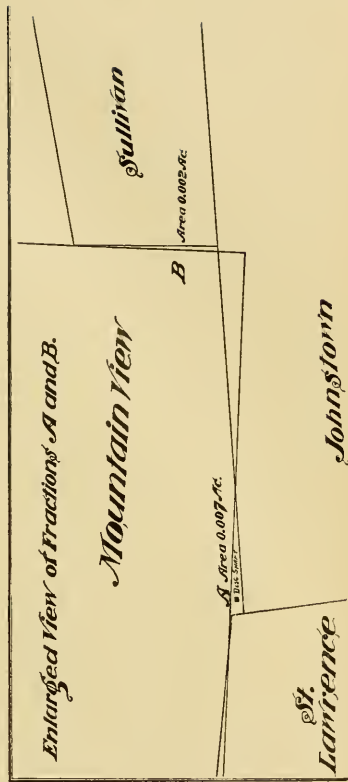 Enlarged View of Fractions A and B.
Mountain View
Sullivan
B
Area 0.002 Ac.
A Area 0.007 Ac.
St.
Lawrence
Johnstown